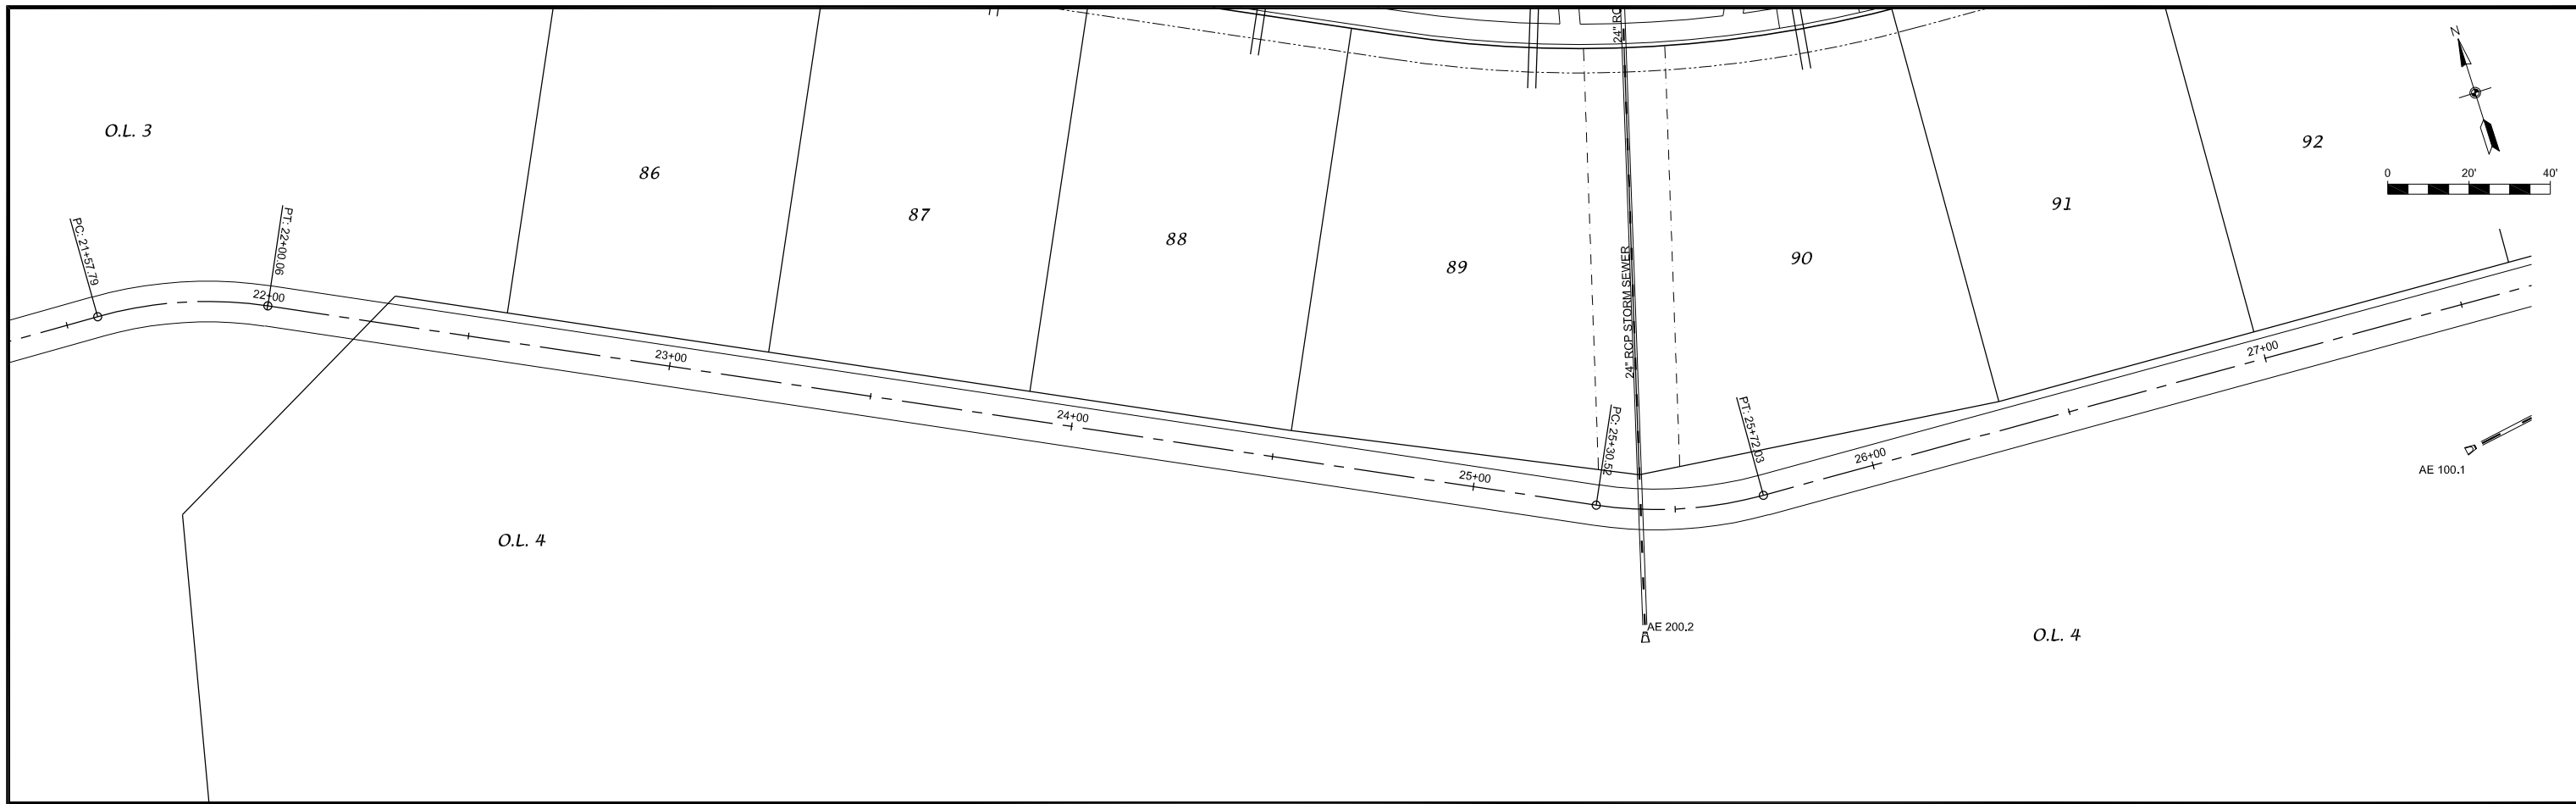 24" RC
N
O.L. 3
92
0 20' 40'
86
91
87
88
PC: 21+57.79
PT: 22+00.06
90
89
22+00
24" RCP STORM SEWER
27+00
23+00
24+00
PC: 25+30.52
PT: 25+72.03
26+00
25+00
AE 100.1
O.L. 4
AE 200.2
O.L. 4